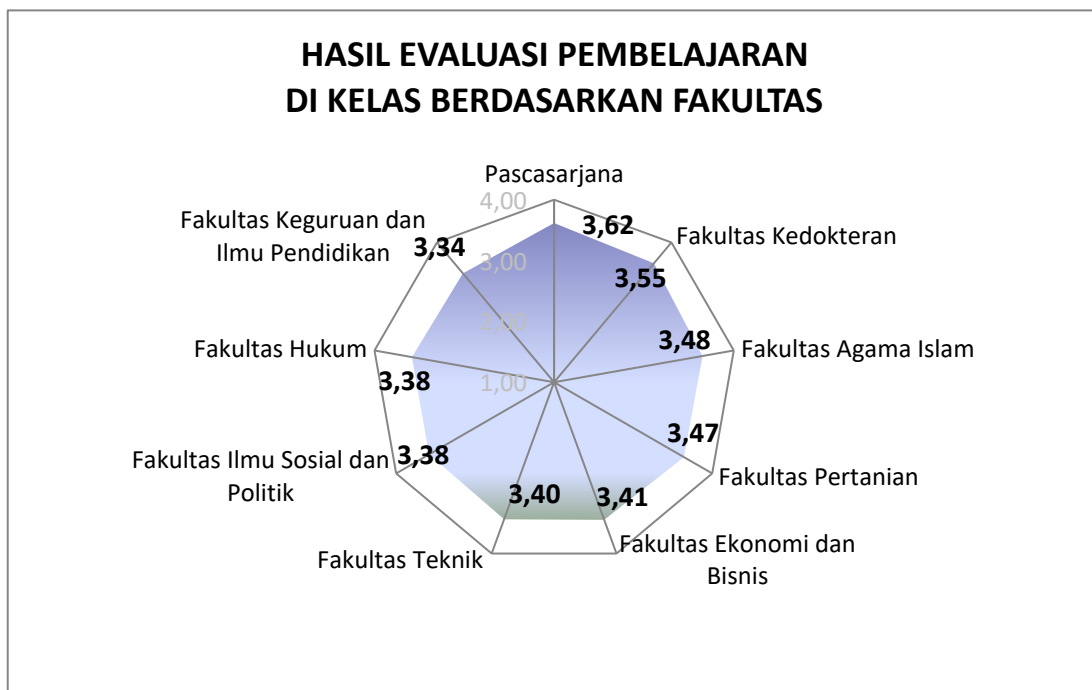 HASIL EVALUASI PEMBELAJARAN
DI KELAS BERDASARKAN FAKULTAS
Pascasarjana
4,00
3,62
Fakultas Kedokteran
Fakultas Keguruan dan
Ilmu Pendidikan
3,34
3,00
3,55
2,00
3,48
Fakultas Agama Islam
Fakultas Hukum
3,38
1,00
3,47
Fakultas Pertanian
Fakultas Ilmu Sosial dan
Politik
3,38
3,40
3,41
Fakultas Ekonomi dan
Bisnis
Fakultas Teknik